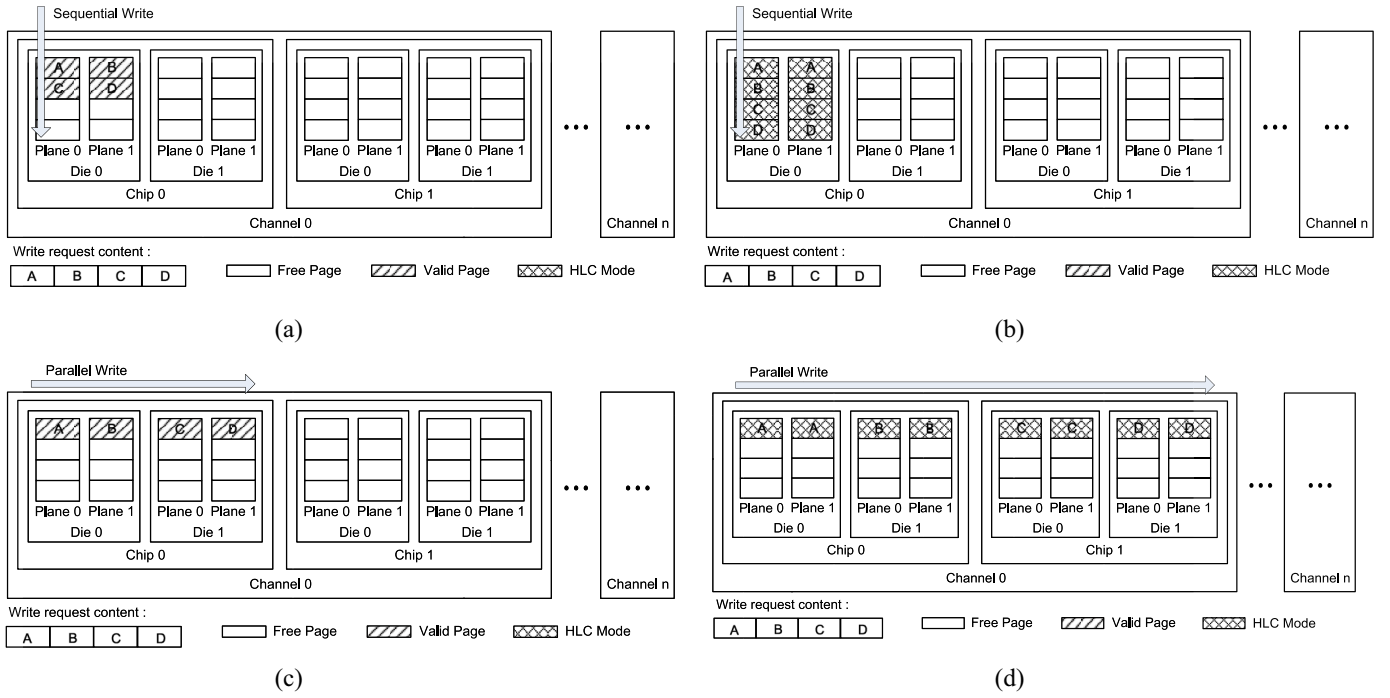 Sequential Write
A B
C D
Plane 0 Plane 1 Plane 0 Plane 1 Plane 0 Plane 1 Plane 0 Plane 1
Die 0 Die 1 Die 0 Die 1
Chip 0 Chip 1
Channel 0 Channel n
... ...
Write request content :
A B C D Free Page Valid Page HLC Mode
(a)
Sequential Write
A A
B B
C C
D D
Plane 0 Plane 1 Plane 0 Plane 1 Plane 0 Plane 1 Plane 0 Plane 1
Die 0 Die 1 Die 0 Die 1
Chip 0 Chip 1
Channel 0 Channel n
... ...
Write request content :
A B C D Free Page Valid Page HLC Mode
(b)
Parallel Write
A B C D
Plane 0 Plane 1 Plane 0 Plane 1 Plane 0 Plane 1 Plane 0 Plane 1
Die 0 Die 1 Die 0 Die 1
Chip 0 Chip 1
Channel 0 Channel n
... ...
Write request content :
A B C D Free Page Valid Page HLC Mode
(c)
Parallel Write
A A B B C C D D
Plane 0 Plane 1 Plane 0 Plane 1 Plane 0 Plane 1 Plane 0 Plane 1
Die 0 Die 1 Die 0 Die 1
Chip 0 Chip 1
Channel 0 Channel n
... ...
Write request content :
A B C D Free Page Valid Page HLC Mode
(d)